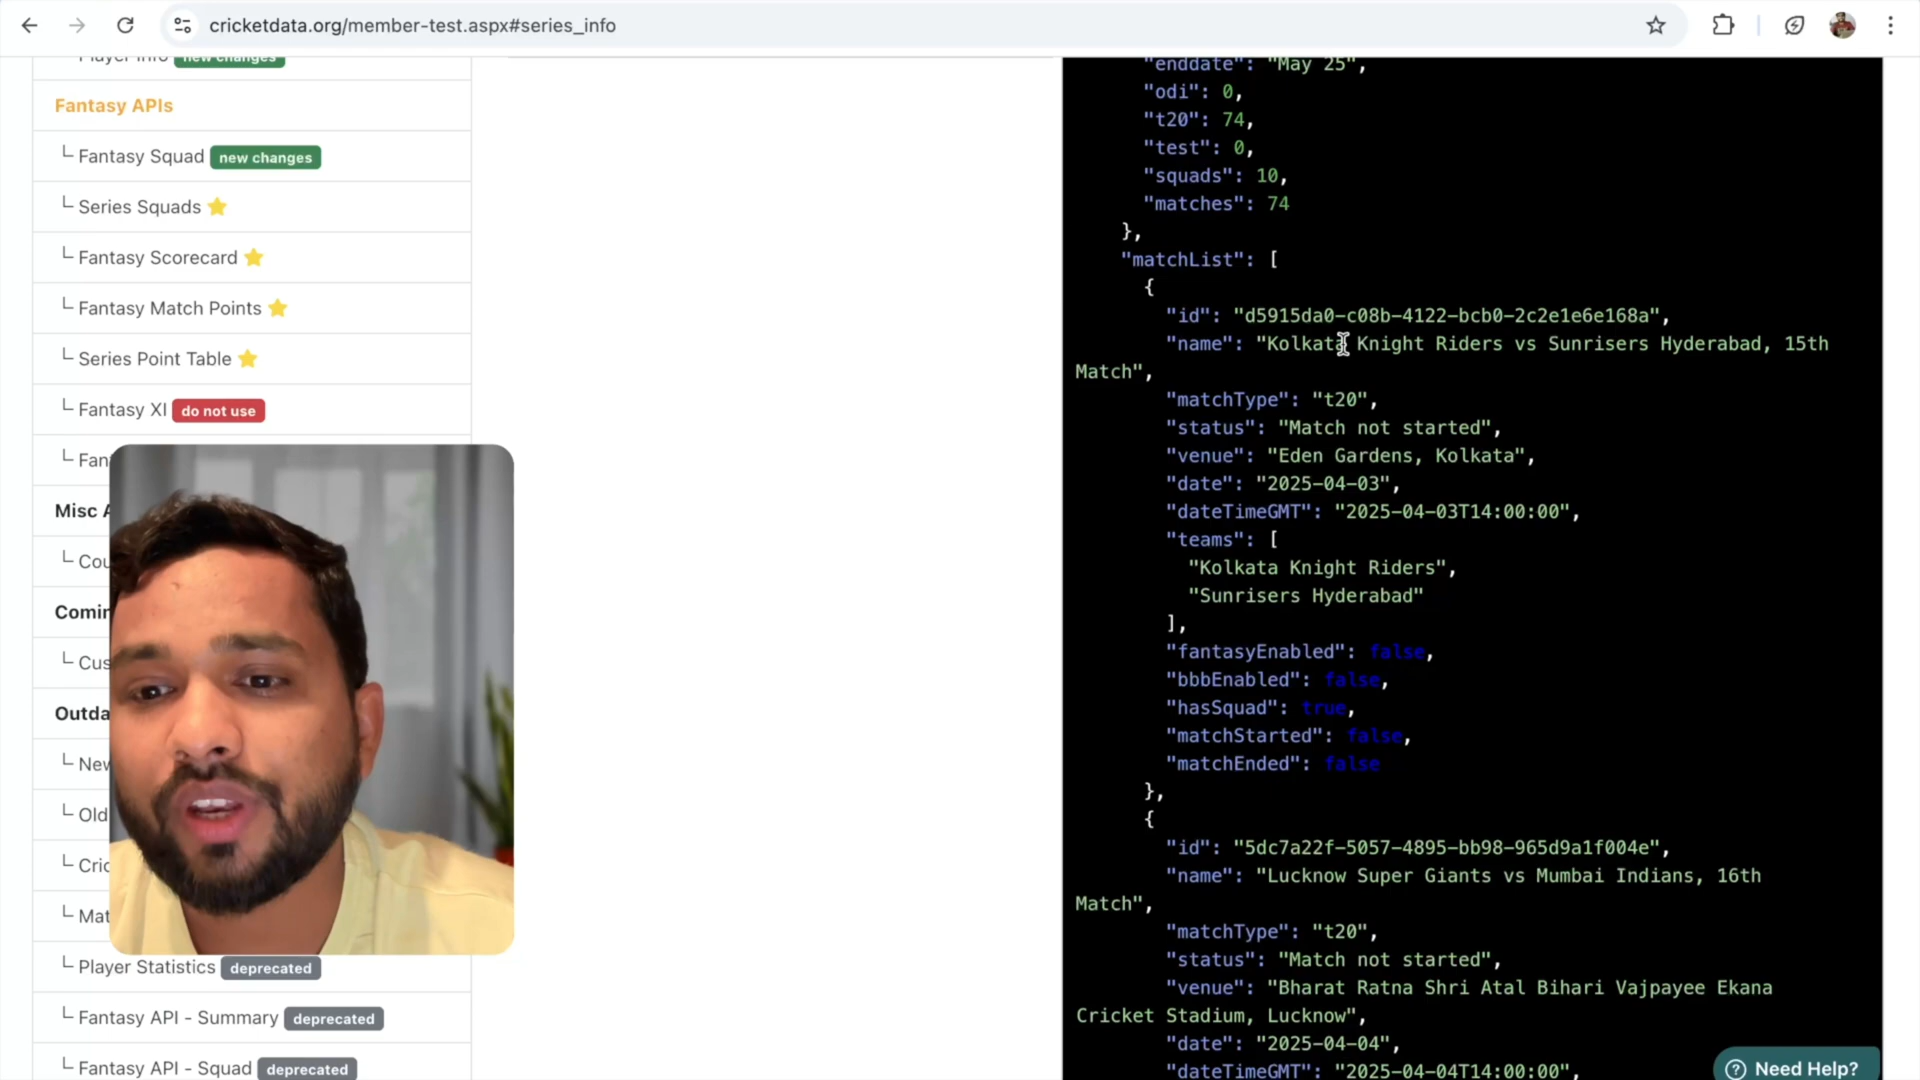 cricketdata.org/member-test.aspx#series_info
Player Info new changes
Fantasy APIs
Fantasy Squad new changes
Series Squads
Fantasy Scorecard
Fantasy Match Points
Series Point Table
Fantasy XI do not use
Fan
Misc A
Cou
Comin
Cus
Outda
New
Old
Cric
Mat
Player Statistics deprecated
Fantasy API - Summary deprecated
Fantasy API - Squad deprecated
"enddate": "May 25",
"odi": 0,
"t20": 74,
"test": 0,
"squads": 10,
"matches": 74
},
"matchList": [
{
"id": "d5915da0-c08b-4122-bcb0-2c2e1e6e168a",
"name": "Kolkata Knight Riders vs Sunrisers Hyderabad, 15th
Match",
"matchType": "t20",
"status": "Match not started",
"venue": "Eden Gardens, Kolkata",
"date": "2025-04-03",
"dateTimeGMT": "2025-04-03T14:00:00",
"teams": [
"Kolkata Knight Riders",
"Sunrisers Hyderabad"
],
"fantasyEnabled": false,
"bbbEnabled": false,
"hasSquad": true,
"matchStarted": false,
"matchEnded": false
},
{
"id": "5dc7a22f-5057-4895-bb98-965d9a1f004e",
"name": "Lucknow Super Giants vs Mumbai Indians, 16th
Match",
"matchType": "t20",
"status": "Match not started",
"venue": "Bharat Ratna Shri Atal Bihari Vajpayee Ekana
Cricket Stadium, Lucknow",
"date": "2025-04-04",
"dateTimeGMT": "2025-04-04T14:00:00",
Need Help?